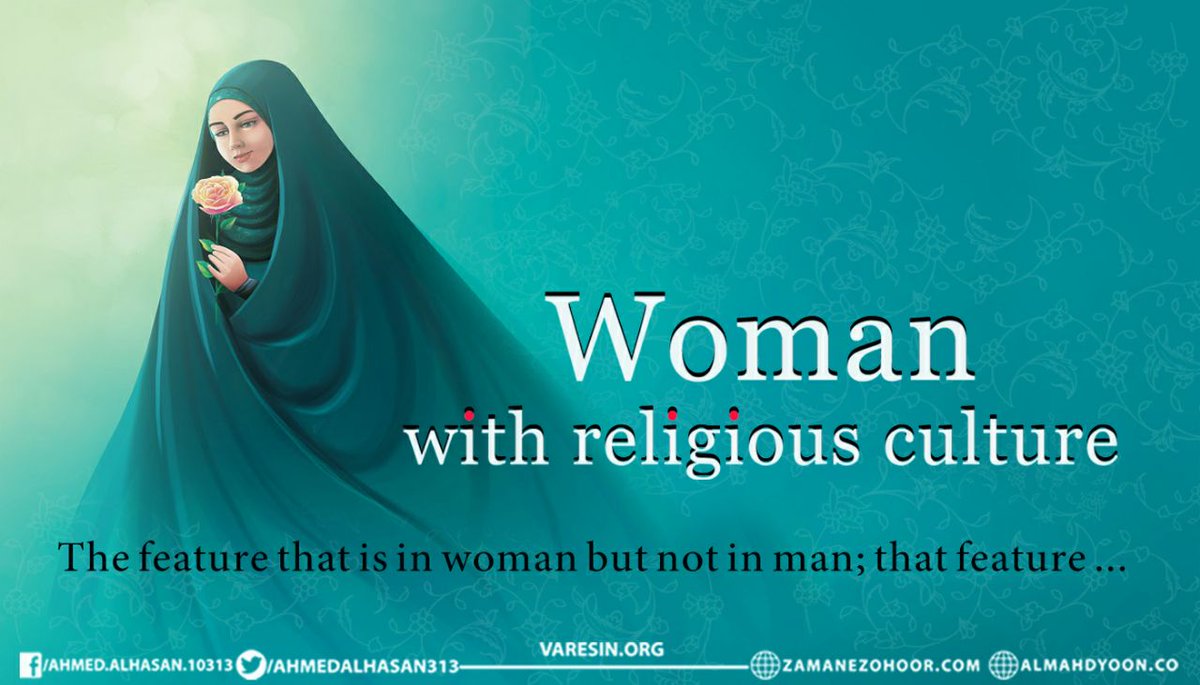 Woman
with religious culture
The feature that is in woman but not in man; that feature ...
VARESIN.ORG
/AHMED.ALHASAN.10313 /AHMEDALHASAN313 ZAMANEZOHOOR.COM ALMAHDYOON.CO